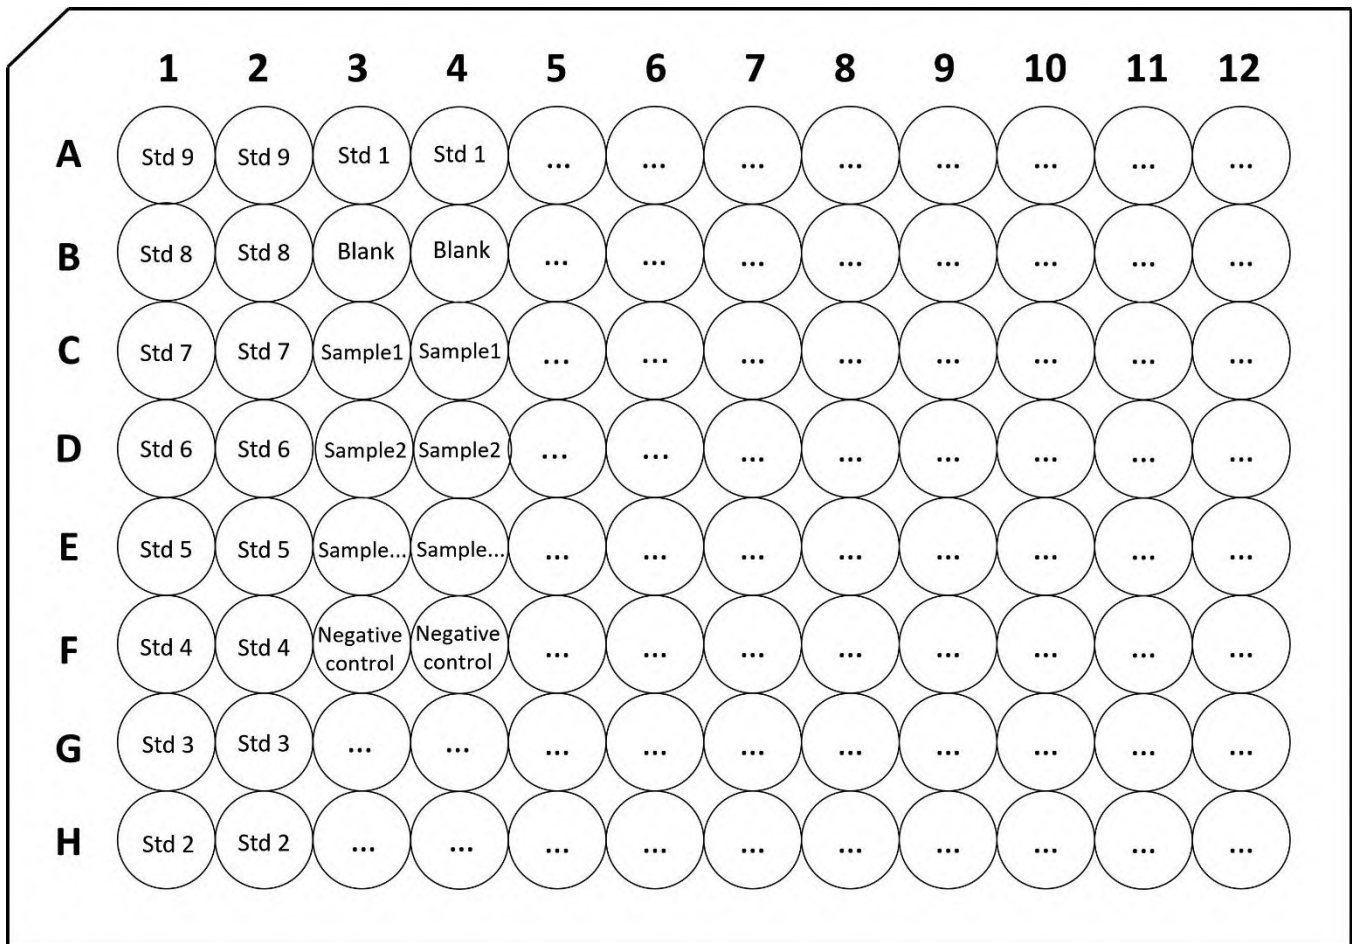 1 2 3 4 5 6 7 8 9 10 11 12
A Std 9 Std 9 Std 1 Std 1 ... ... ... ... ... ... ... ...
B Std 8 Std 8 Blank Blank ... ... ... ... ... ... ... ...
C Std 7 Std 7 Sample1 Sample1 ... ... ... ... ... ... ... ...
D Std 6 Std 6 Sample2 Sample2 ... ... ... ... ... ... ... ...
E Std 5 Std 5 Sample... Sample... ... ... ... ... ... ... ... ...
F Std 4 Std 4 Negative control Negative control ... ... ... ... ... ... ... ...
G Std 3 Std 3 ... ... ... ... ... ... ... ... ... ...
H Std 2 Std 2 ... ... ... ... ... ... ... ... ... ...